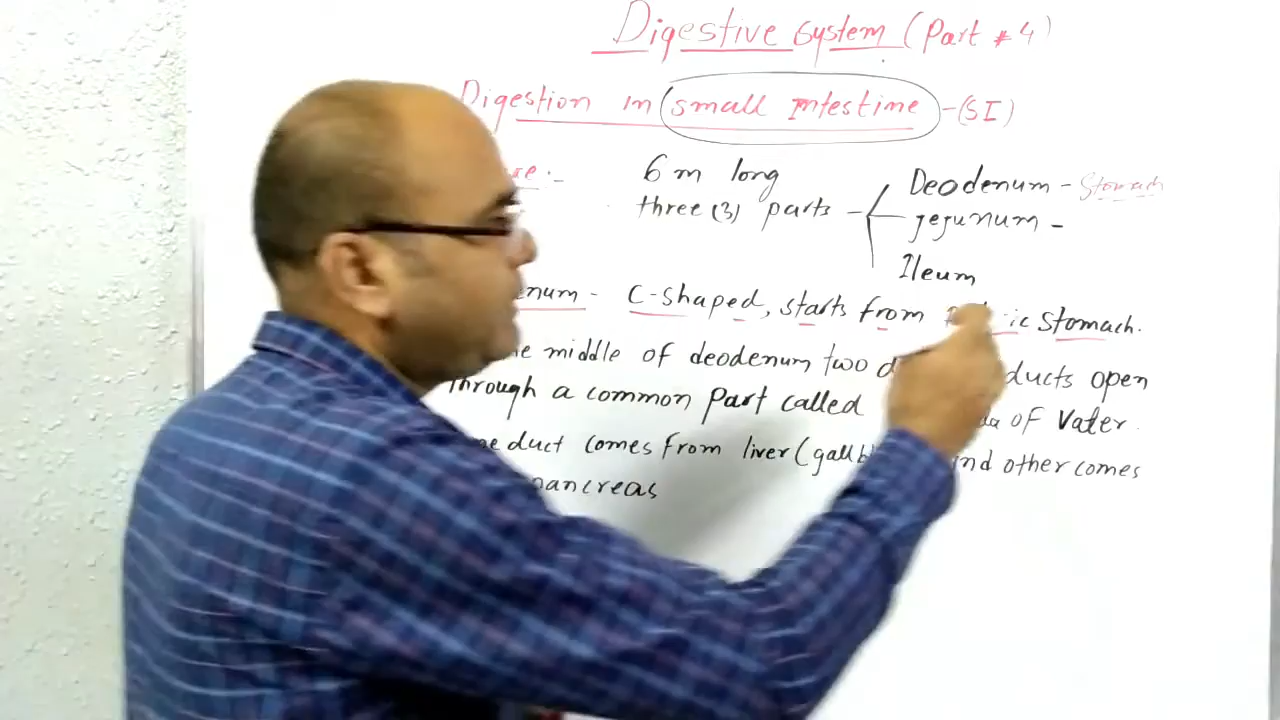 Digestive System (Part # 4)
Digestion in small Intestine -(SI)
6 m long
three (3) parts
Deodenum - Stomach
jejunum -
Ileum
- C-shaped, starts from Stomach.
middle of deodenum two ducts open
Through a common Part called of Vater.
duct comes from liver ( other comes
pancreas